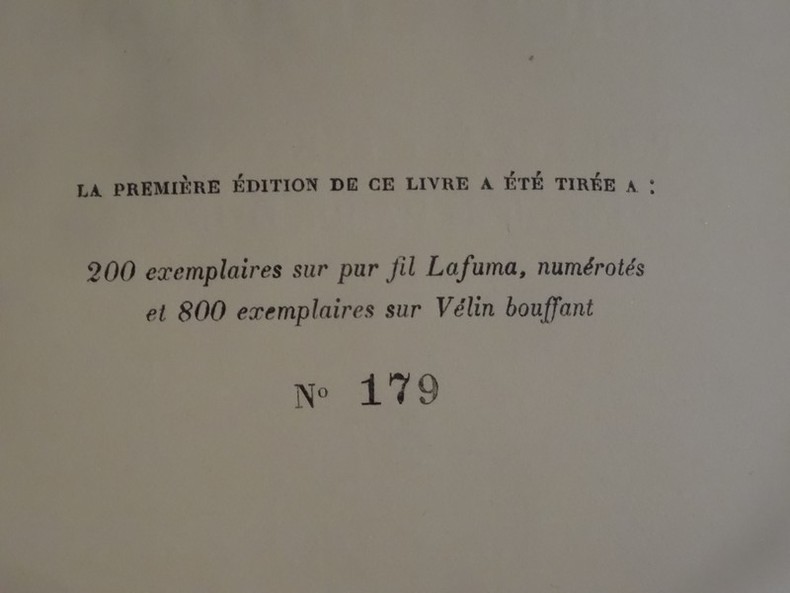 LA PREMIÈRE ÉDITION DE CE LIVRE A ÉTÉ TIRÉE A :
200 exemplaires sur pur fil Lafuma, numérotés
et 800 exemplaires sur Vélin bouffant
Nº 179